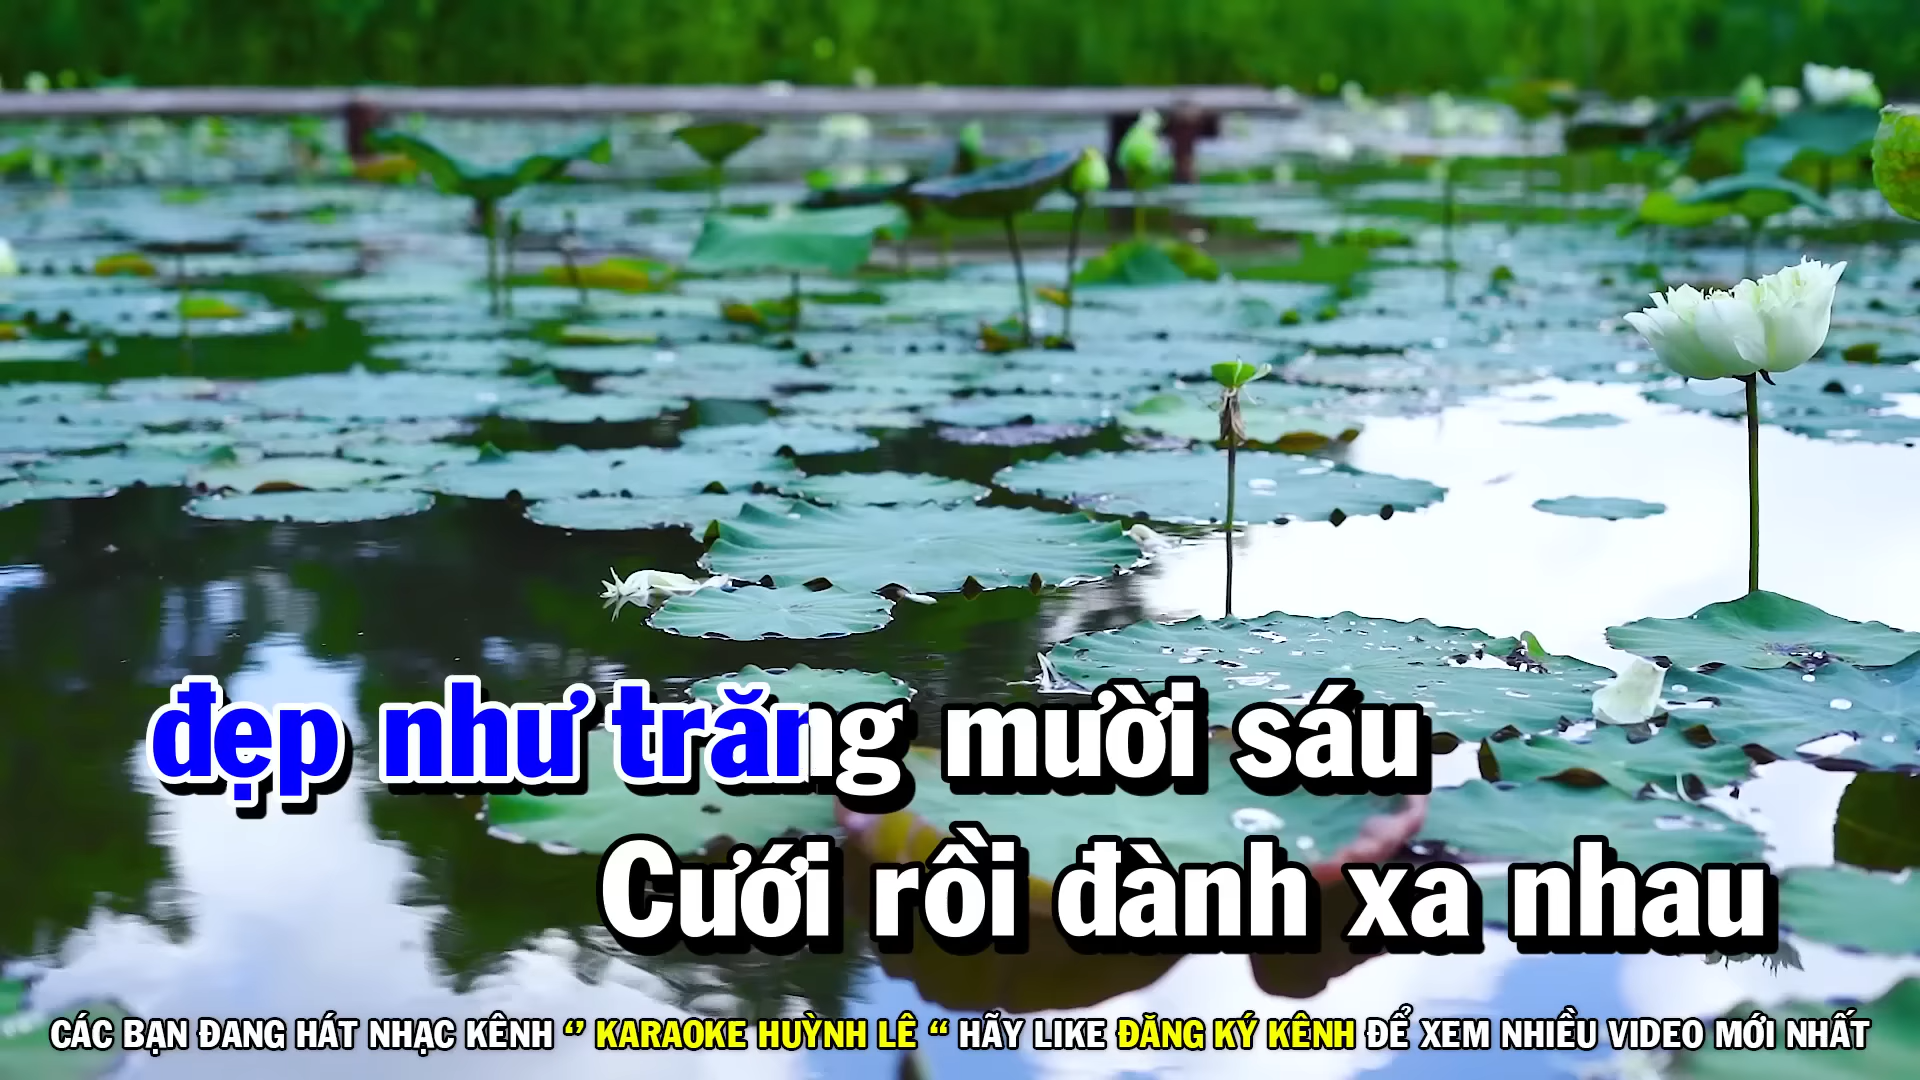 đẹp như trăng mười sáu
Cưới rồi đành xa nhau
CÁC BẠN ĐANG HÁT NHẠC KÊNH “ KARAOKE HUỲNH LÊ “ HÃY LIKE ĐĂNG KÝ KÊNH ĐỂ XEM NHIỀU VIDEO MỚI NHẤT